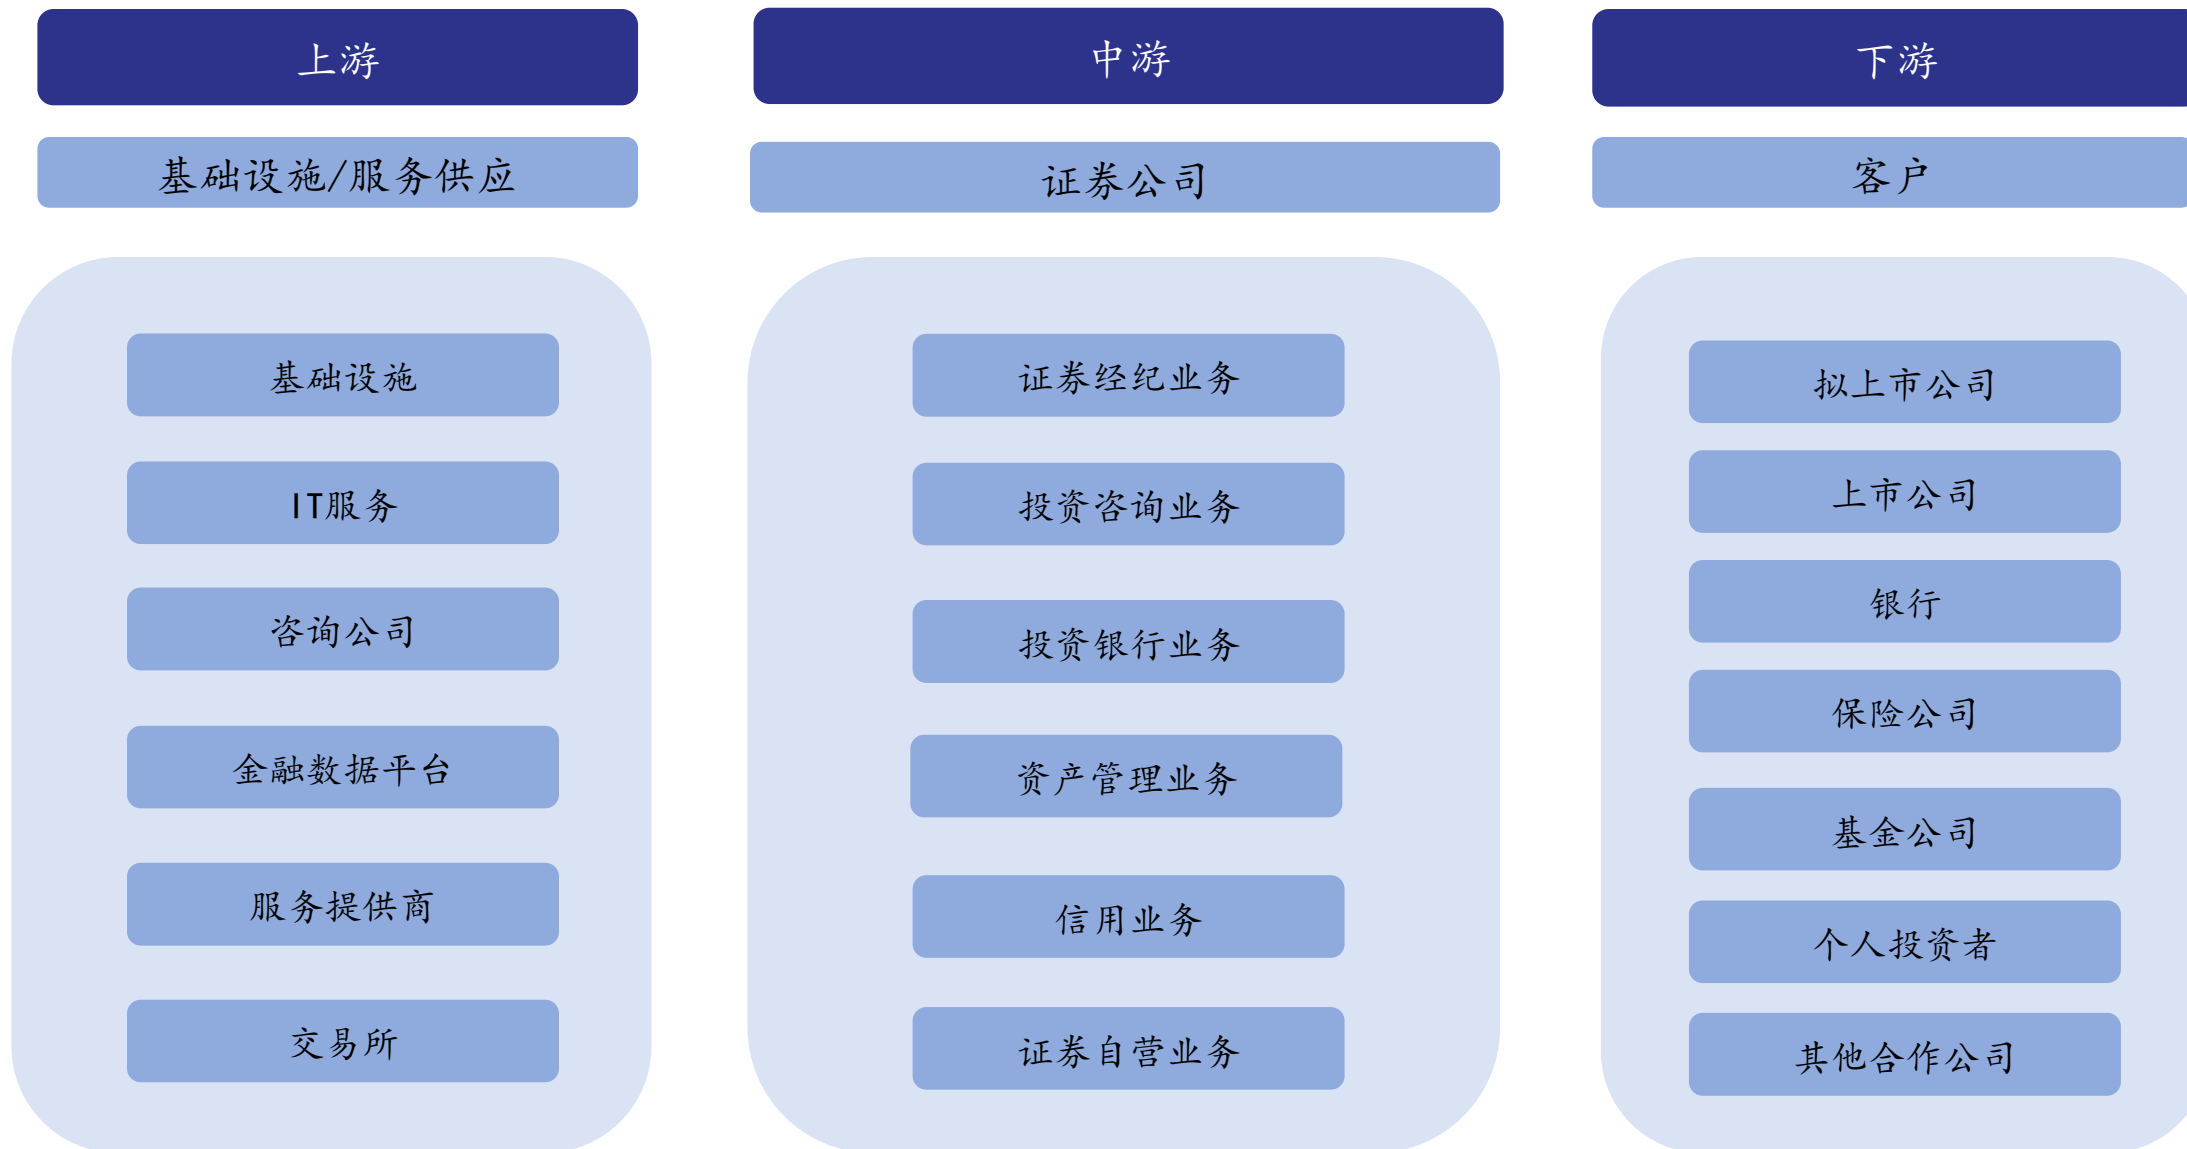 上游
基础设施/服务供应
基础设施
IT服务
咨询公司
金融数据平台
服务提供商
交易所
中游
证券公司
证券经纪业务
投资咨询业务
投资银行业务
资产管理业务
信用业务
证券自营业务
下游
客户
拟上市公司
上市公司
银行
保险公司
基金公司
个人投资者
其他合作公司